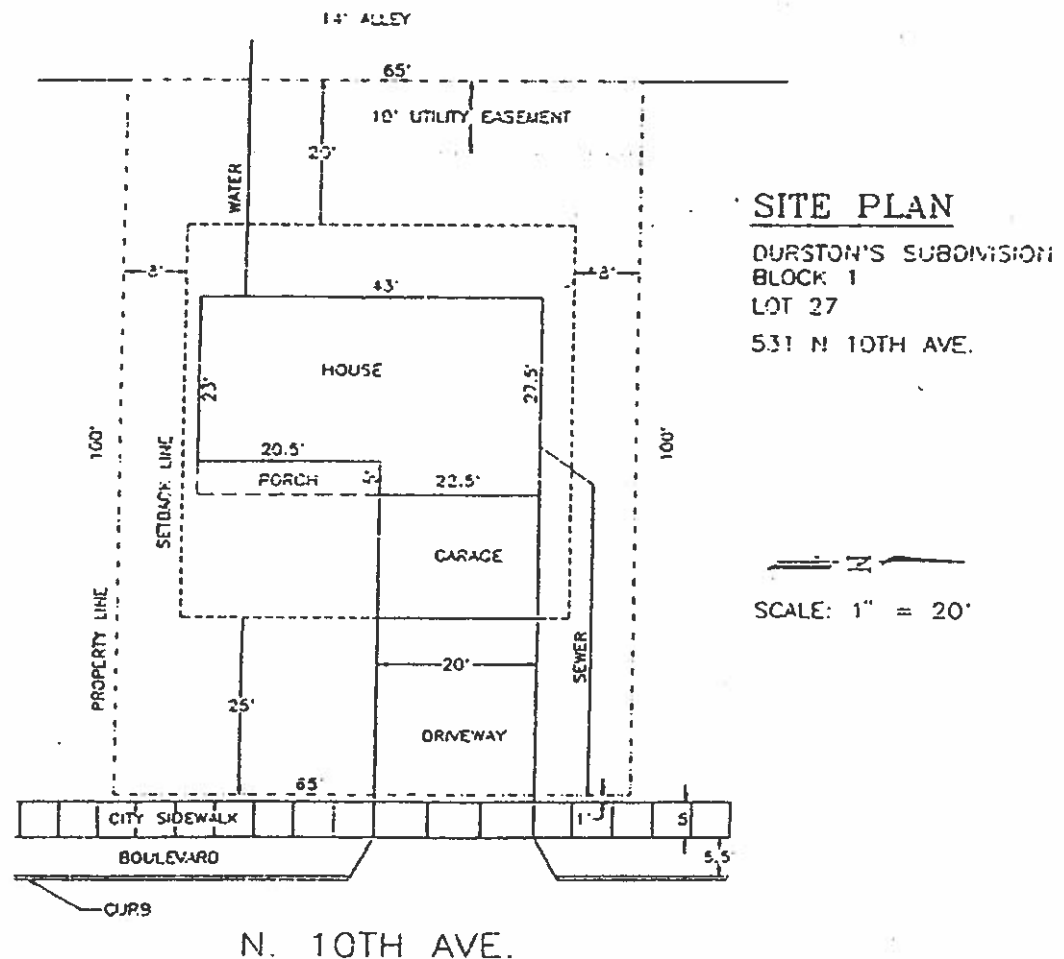 14' ALLEY
65'
10' UTILITY EASEMENT
20'
WATER
SITE PLAN
DURSTON'S SUBDIVISION
BLOCK 1
LOT 27
531 N 10TH AVE.
8'
8'
43'
HOUSE
23'
27.5'
100'
100'
SETBACK LINE
20.5'
PORCH
4'
22.5'
GARAGE
N
SCALE: 1" = 20'
PROPERTY LINE
25'
20'
SEWER
DRIVEWAY
65'
CITY SIDEWALK
1'
5
BOULEVARD
5.5
CURB
N. 10TH AVE.